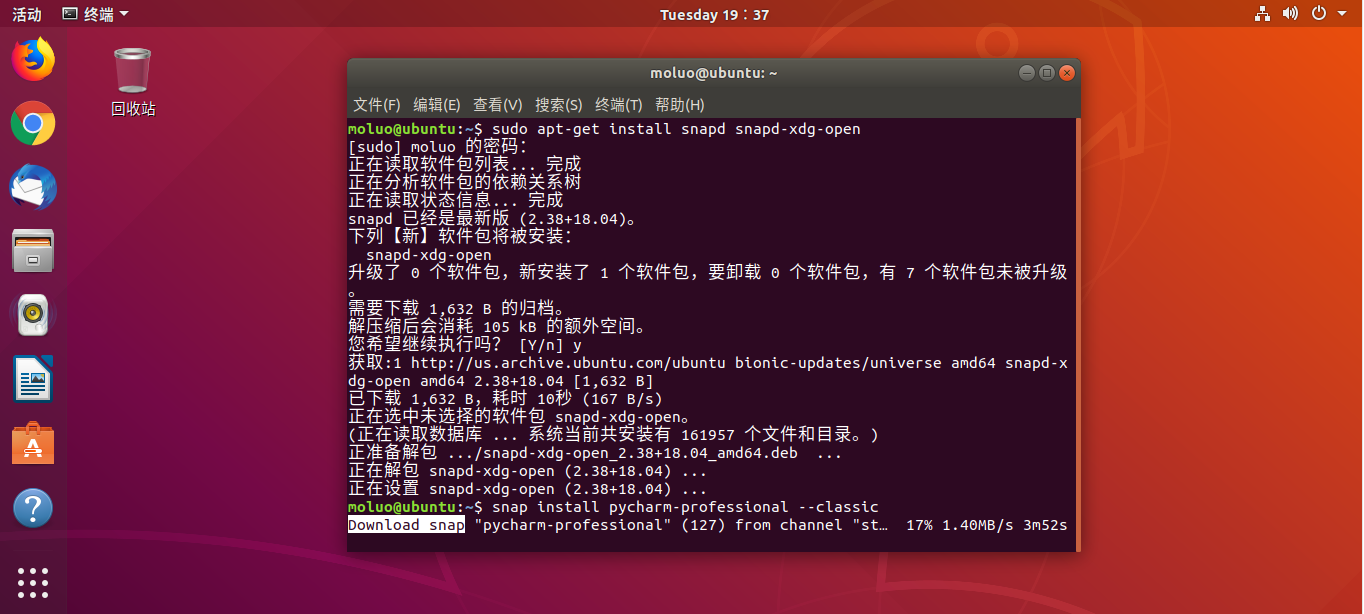 活动 终端 Tuesday 19：37
回收站
moluo@ubuntu: ~
文件(F) 编辑(E) 查看(V) 搜索(S) 终端(T) 帮助(H)
moluo@ubuntu:~$ sudo apt-get install snapd snapd-xdg-open
[sudo] moluo 的密码：
正在读取软件包列表... 完成
正在分析软件包的依赖关系树
正在读取状态信息... 完成
snapd 已经是最新版 (2.38+18.04)。
下列【新】软件包将被安装：
snapd-xdg-open
升级了 0 个软件包，新安装了 1 个软件包，要卸载 0 个软件包，有 7 个软件包未被升级
。
需要下载 1,632 B 的归档。
解压缩后会消耗 105 kB 的额外空间。
您希望继续执行吗？ [Y/n] y
获取:1 http://us.archive.ubuntu.com/ubuntu bionic-updates/universe amd64 snapd-x
dg-open amd64 2.38+18.04 [1,632 B]
已下载 1,632 B，耗时 10秒 (167 B/s)
正在选中未选择的软件包 snapd-xdg-open。
(正在读取数据库 ... 系统当前共安装有 161957 个文件和目录。)
正准备解包 .../snapd-xdg-open_2.38+18.04_amd64.deb  ...
正在解包 snapd-xdg-open (2.38+18.04) ...
正在设置 snapd-xdg-open (2.38+18.04) ...
moluo@ubuntu:~$ snap install pycharm-professional --classic
Download snap "pycharm-professional" (127) from channel "st…  17% 1.40MB/s 3m52s